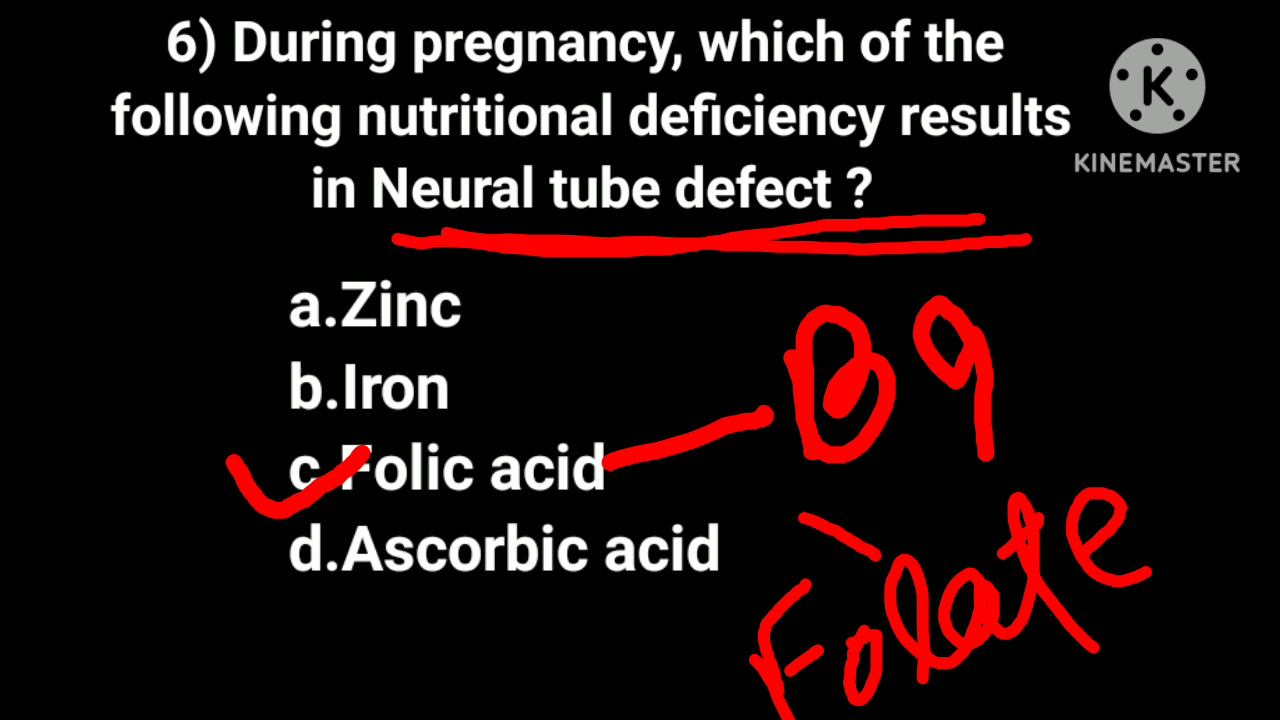 6) During pregnancy, which of the
following nutritional deficiency results
in Neural tube defect ?
K
KINEMASTER
a.Zinc
b.Iron
c.Folic acid
d.Ascorbic acid
B9
Folate